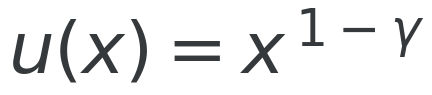 u(x) = x^{1 − γ}